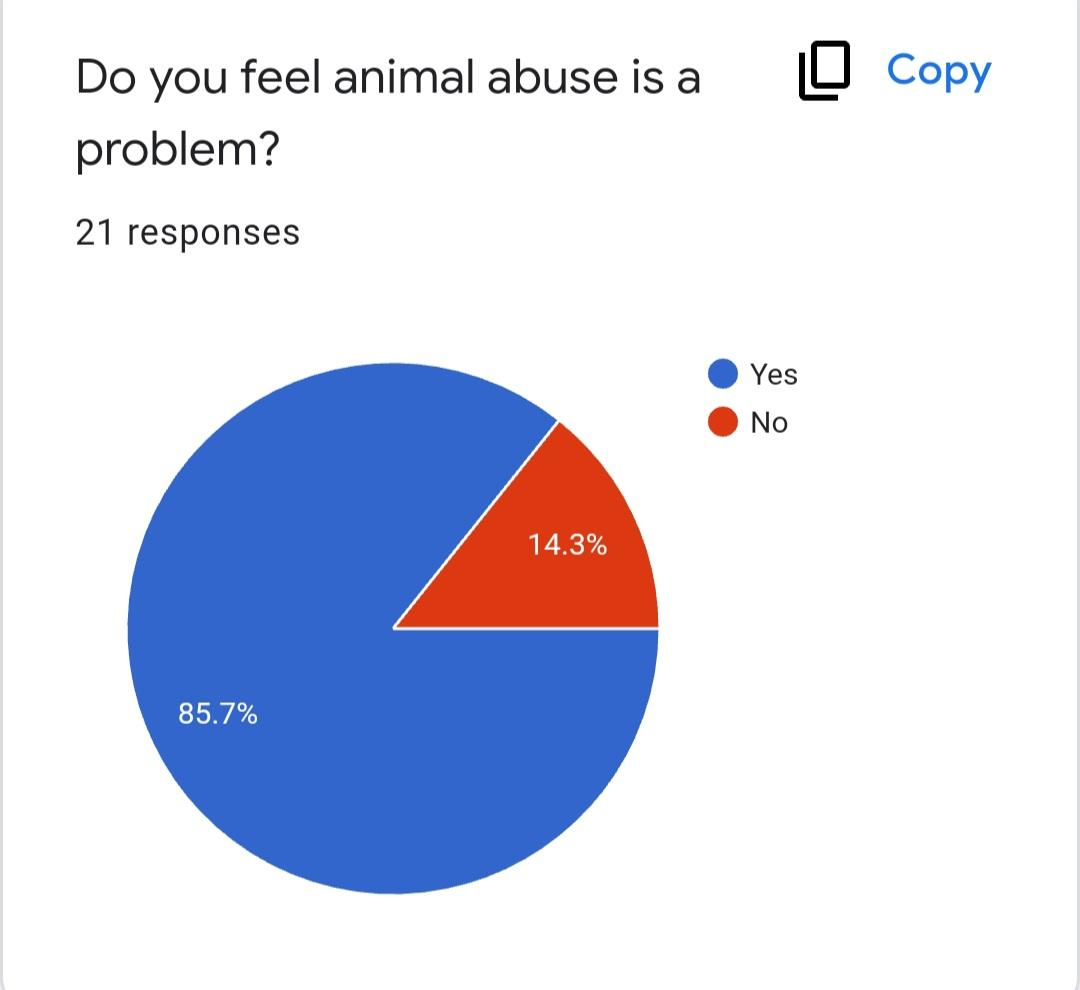 Do you feel animal abuse is a
problem?
Copy
21 responses
Yes
No
14.3%
85.7%